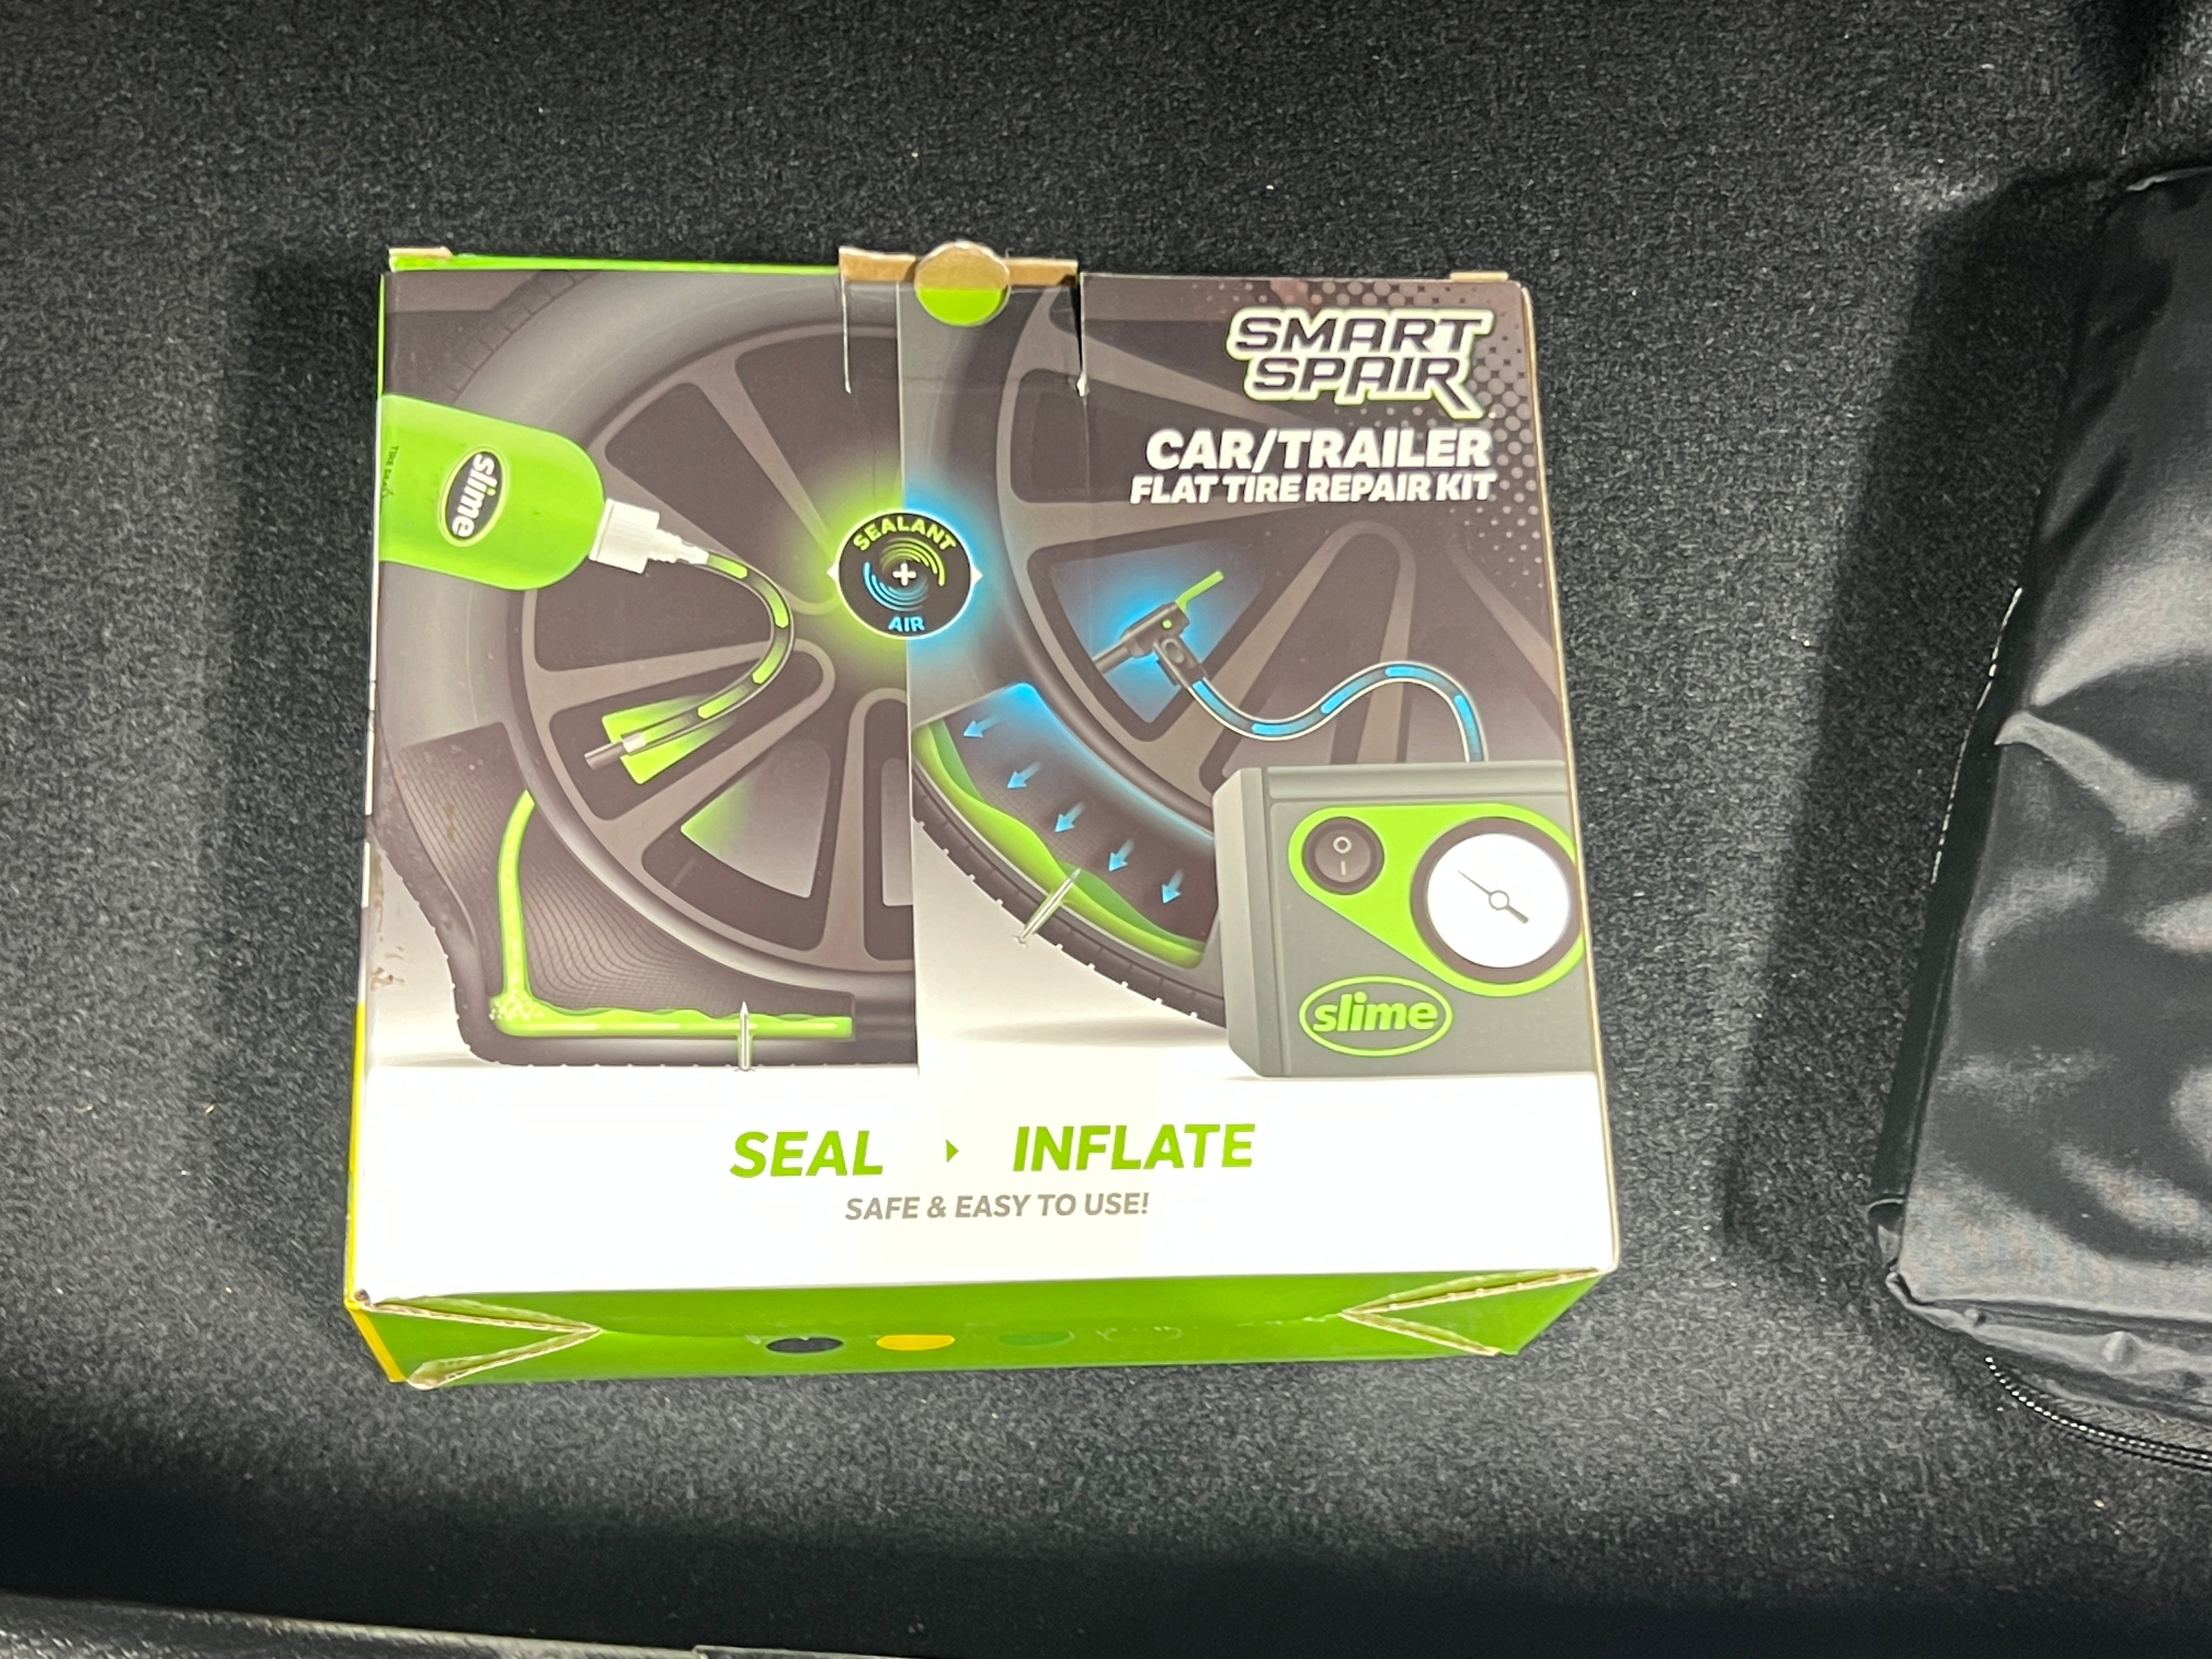 SMART
SPAIR
CAR/TRAILER
FLAT TIRE REPAIR KIT
slime
SEALANT
+
AIR
slime
SEAL INFLATE
SAFE & EASY TO USE!